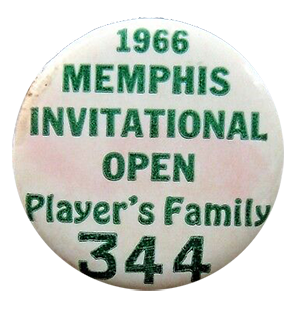 1966
MEMPHIS
INVITATIONAL
OPEN
Player's Family
344